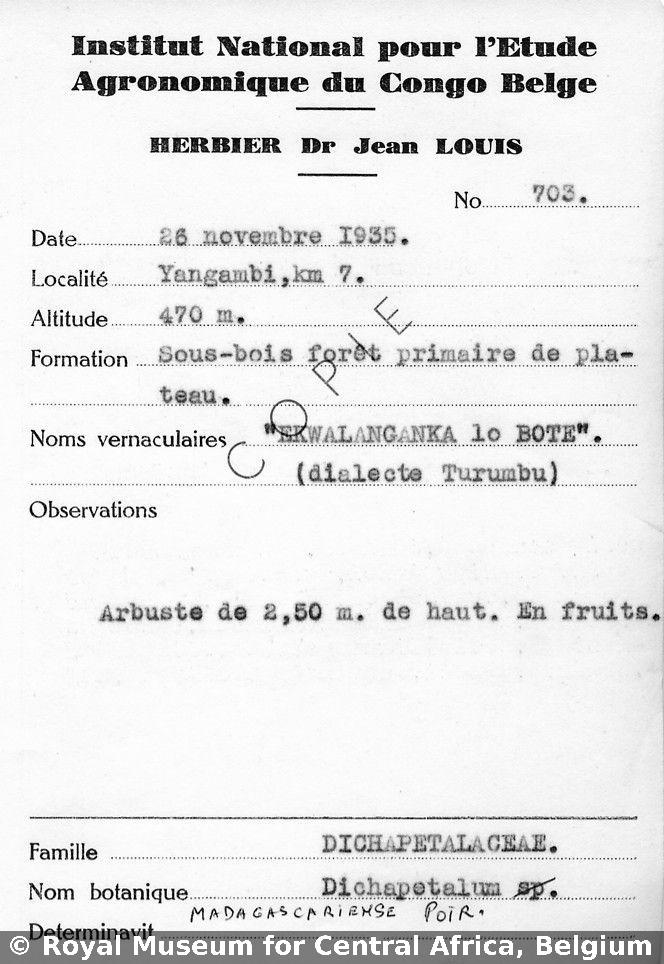 Institut National pour l'Etude
Agronomique du Congo Belge
HERBIER Dr Jean LOUIS
No 703.
Date 26 novembre 1935.
Localité Yangambi,km 7.
Altitude 470 m.
Formation Sous-bois forêt primaire de pla-
teau.
COPIE
Noms vernaculaires "EKWALANGANKA lo BOTE".
(dialecte Turumbu)
Observations
Arbuste de 2,50 m. de haut. En fruits.
Famille DICHAPETALACEAE.
Nom botanique Dichapetalum sp.
MADAGASCARIENSE POIR.
Determinavit
© Royal Museum for Central Africa, Belgium